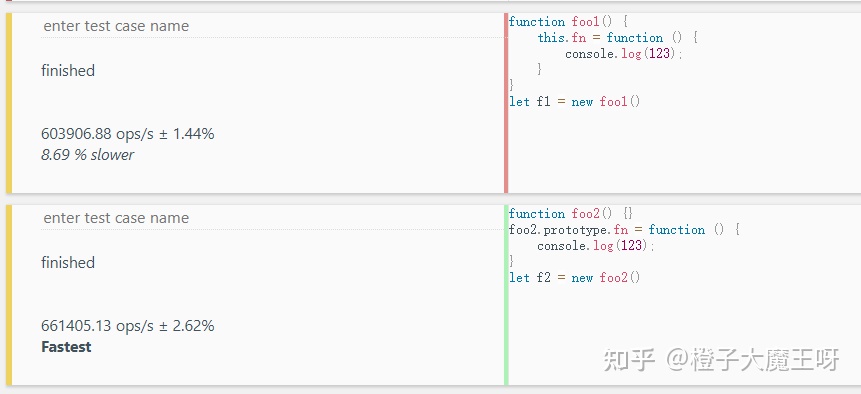 enter test case name
finished
603906.88 ops/s ± 1.44%
8.69 % slower
function foo1() {
    this.fn = function () {
        console.log(123);
    }
}
let f1 = new foo1()
enter test case name
finished
661405.13 ops/s ± 2.62%
Fastest
function foo2() {}
foo2.prototype.fn = function () {
    console.log(123);
}
let f2 = new foo2()
知乎 @橙子大魔王呀